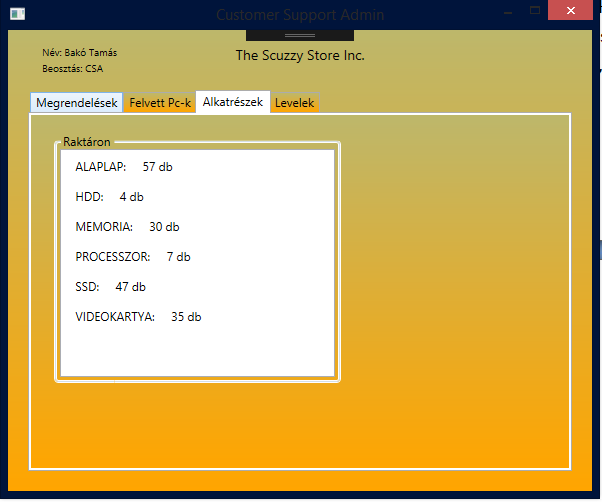 Customer Support Admin
Név: Bakó Tamás
Beosztás: CSA
The Scuzzy Store Inc.
Megrendelések Felvett Pc-k Alkatrészek Levelek
Raktáron
ALAPLAP: 57 db
HDD: 4 db
MEMORIA: 30 db
PROCESSZOR: 7 db
SSD: 47 db
VIDEOKARTYA: 35 db